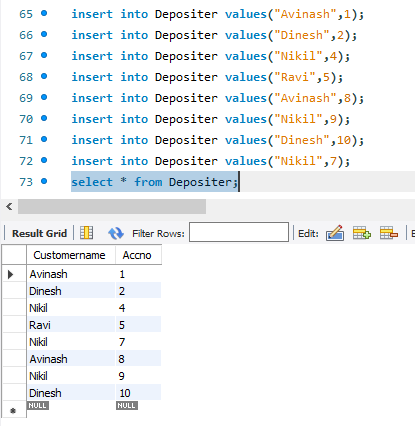 65 insert into Depositer values("Avinash",1);
66 insert into Depositer values("Dinesh",2);
67 insert into Depositer values("Nikil",4);
68 insert into Depositer values("Ravi",5);
69 insert into Depositer values("Avinash",8);
70 insert into Depositer values("Nikil",9);
71 insert into Depositer values("Dinesh",10);
72 insert into Depositer values("Nikil",7);
73 select * from Depositer;
Result Grid Filter Rows: Edit:
Customername Accno
Avinash 1
Dinesh 2
Nikil 4
Ravi 5
Nikil 7
Avinash 8
Nikil 9
Dinesh 10
NULL NULL